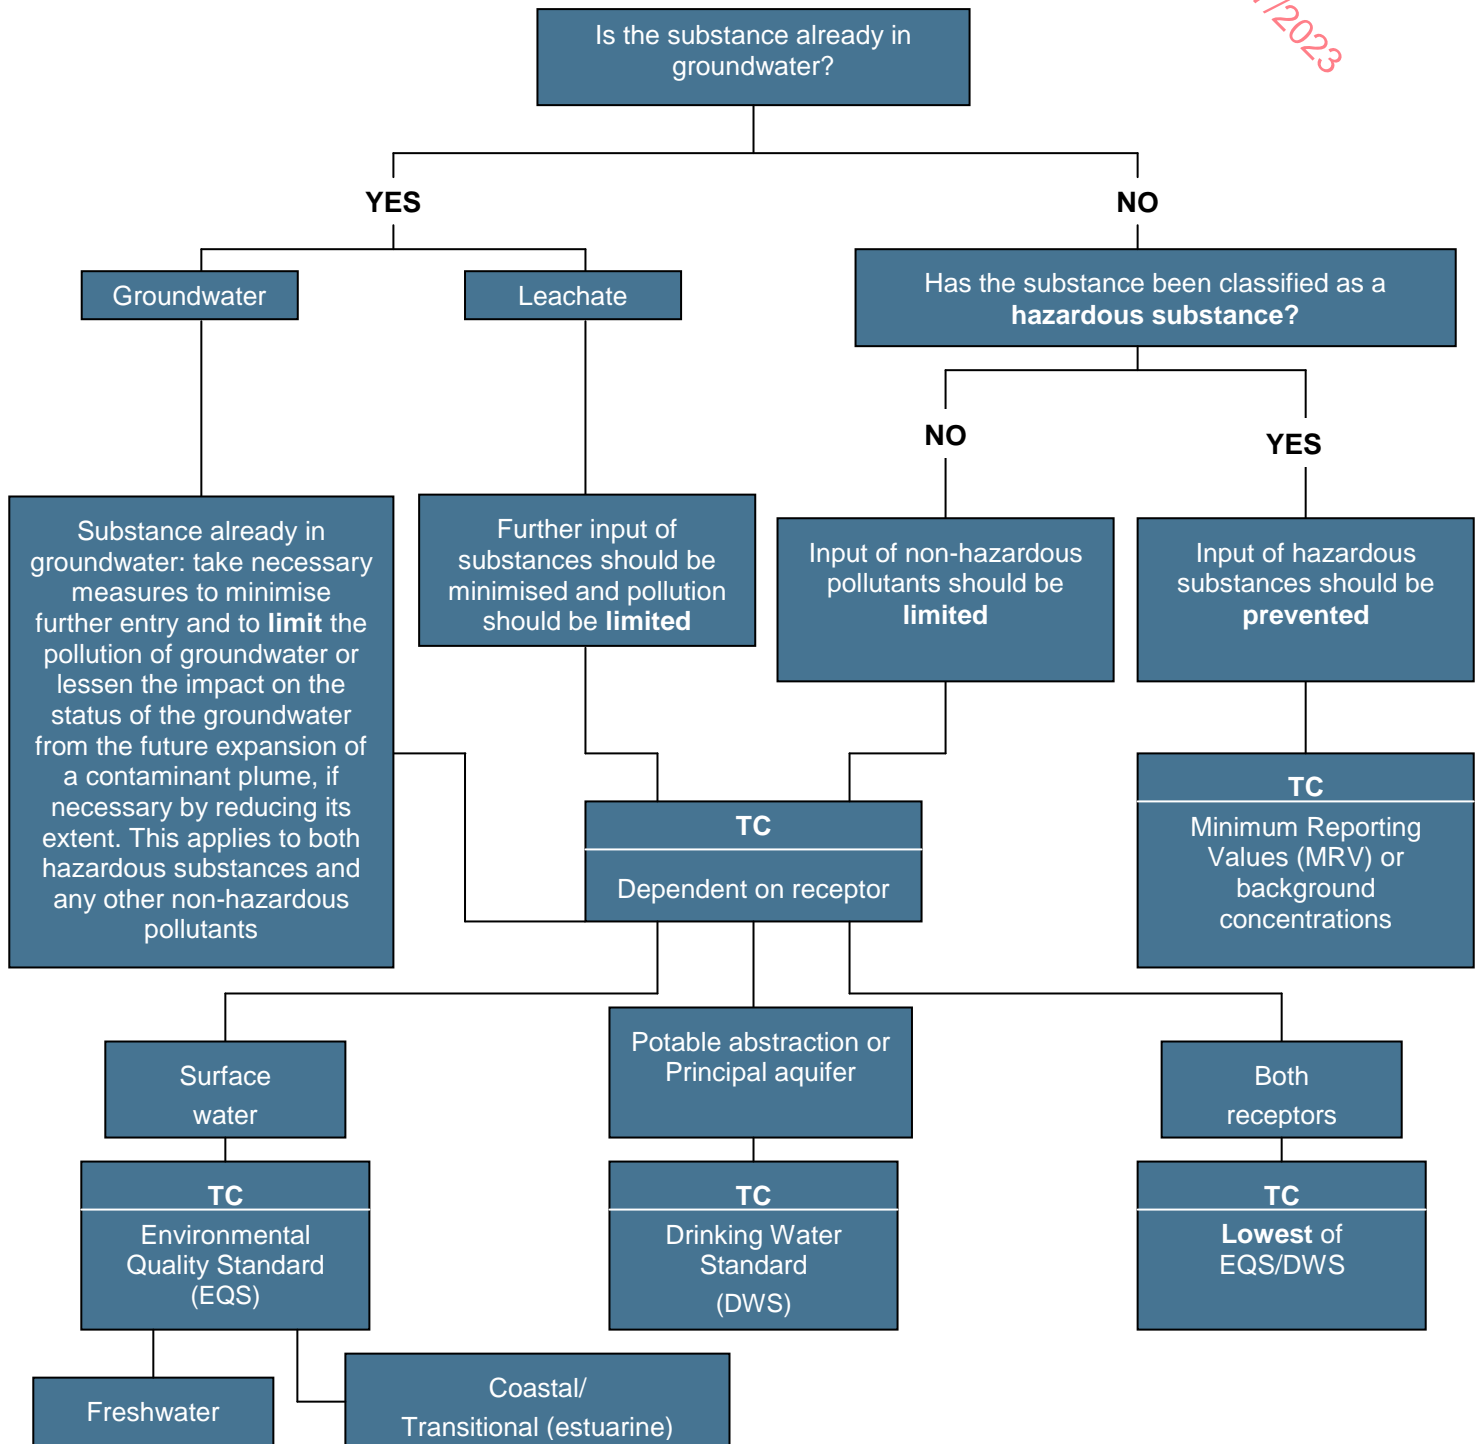 /2023
Is the substance already in
groundwater?
YES
NO
Groundwater
Leachate
Has the substance been classified as a
hazardous substance?
NO
YES
Substance already in
groundwater: take necessary
measures to minimise
further entry and to limit the
pollution of groundwater or
lessen the impact on the
status of the groundwater
from the future expansion of
a contaminant plume, if
necessary by reducing its
extent. This applies to both
hazardous substances and
any other non-hazardous
pollutants
Further input of
substances should be
minimised and pollution
should be limited
Input of non-hazardous
pollutants should be
limited
Input of hazardous
substances should be
prevented
TC
Dependent on receptor
TC
Minimum Reporting
Values (MRV) or
background
concentrations
Surface
water
Potable abstraction or
Principal aquifer
Both
receptors
TC
Environmental
Quality Standard
(EQS)
TC
Drinking Water
Standard
(DWS)
TC
Lowest of
EQS/DWS
Freshwater
Coastal/
Transitional (estuarine)